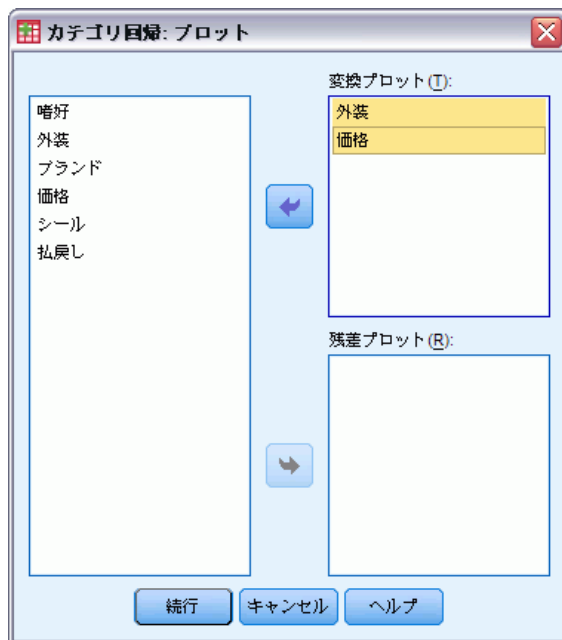 カテゴリ回帰: プロット
嗜好
外装
ブランド
価格
シール
払戻し
変換プロット(T):
外装
価格
残差プロット(R):
続行
キャンセル
ヘルプ